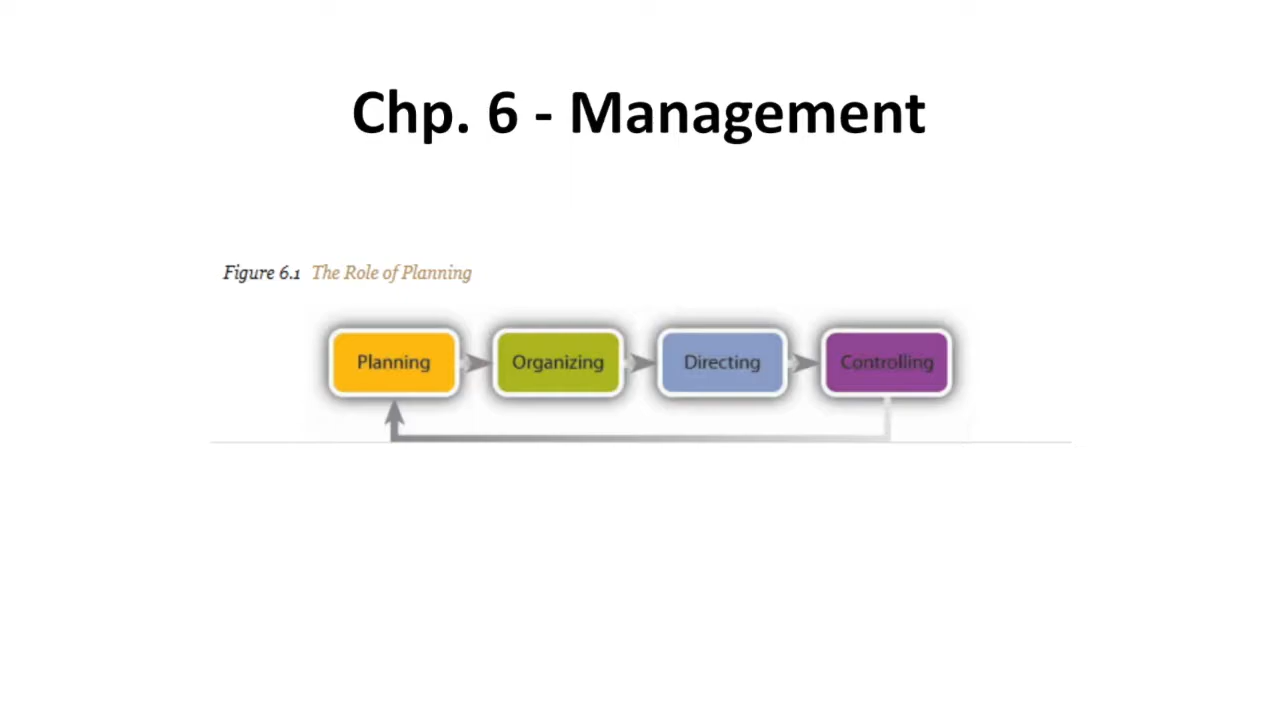 Chp. 6 - Management
Figure 6.1 The Role of Planning
Planning Organizing Directing Controlling